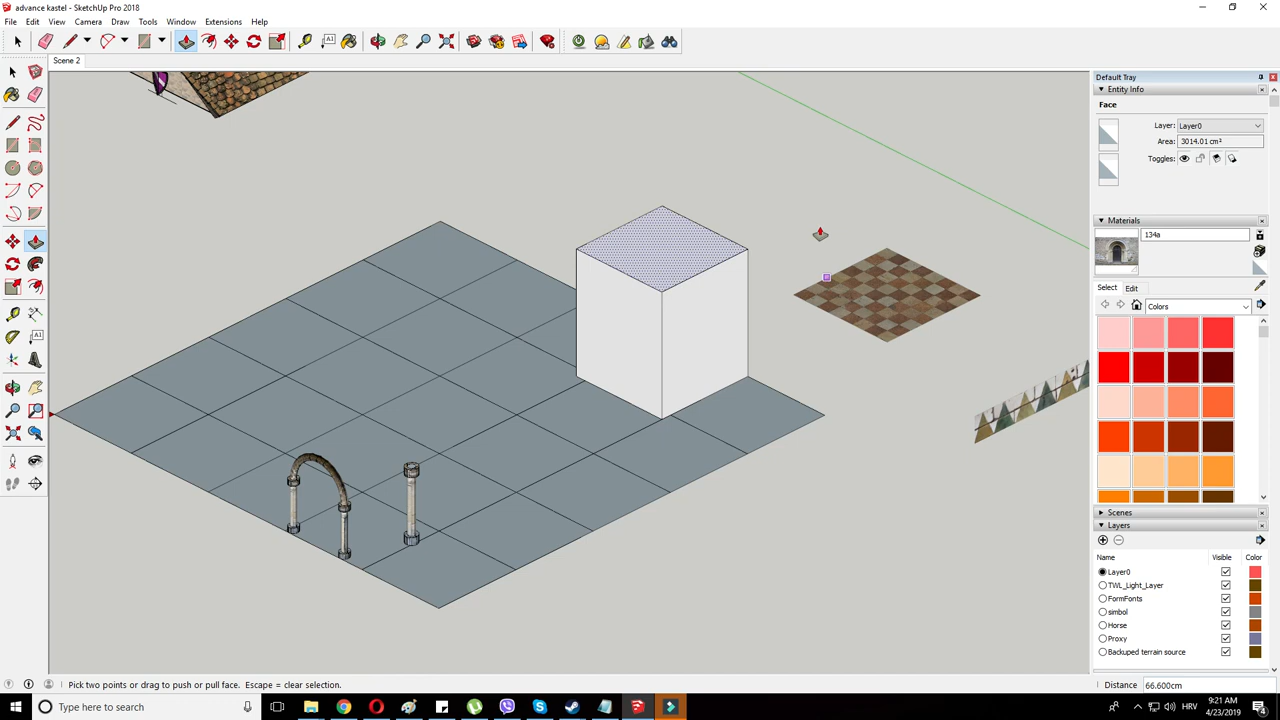 advance kastel - SketchUp Pro 2018
File Edit View Camera Draw Tools Window Extensions Help
Scene 2
Default Tray
Entity Info
Face
Layer: Layer0
Area: 3014.01 cm²
Toggles:
Materials
134a
Select Edit
Colors
Scenes
Layers
Name Visible Color
Layer0
TWL_Light_Layer
FormFonts
simbol
Horse
Proxy
Backuped terrain source
Pick two points or drag to push or pull face. Escape = clear selection.
Distance 66.600cm
Type here to search
HRV
9:21 AM
4/23/2019